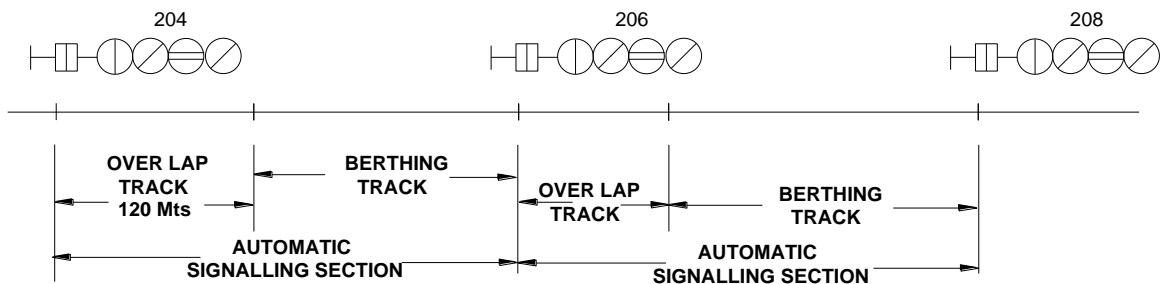 204
206
208
OVER LAP
TRACK
120 Mts
BERTHING
TRACK
OVER LAP
TRACK
BERTHING
TRACK
AUTOMATIC
SIGNALLING SECTION
AUTOMATIC
SIGNALLING SECTION